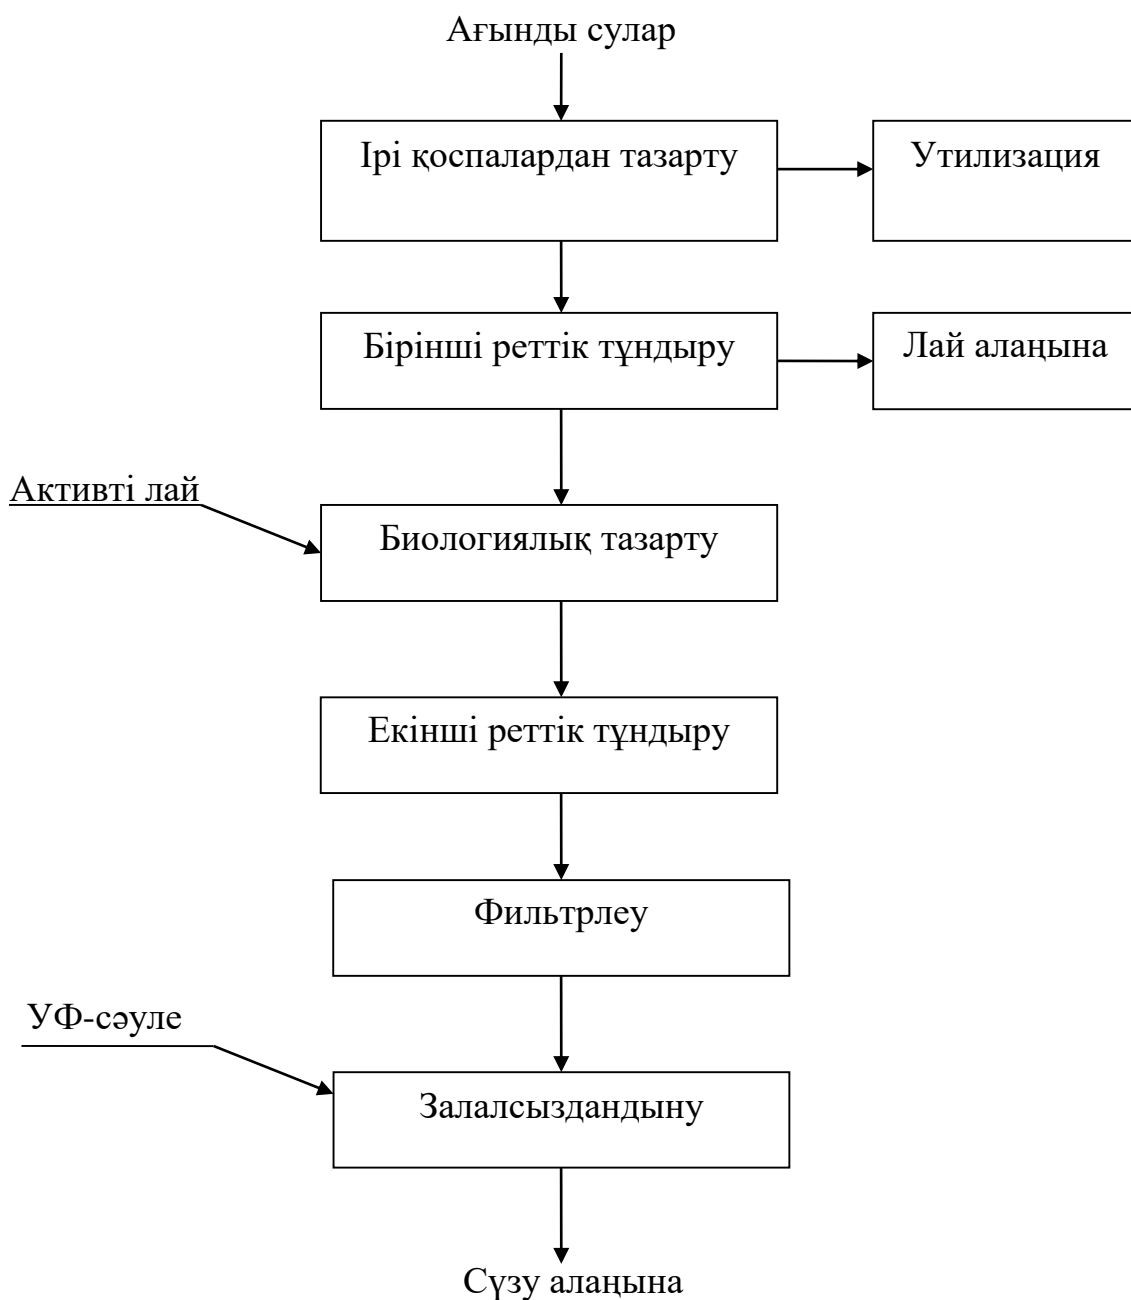 Ағынды сулар
Ірі қоспалардан тазарту
Утилизация
Бірінші реттік тұндыру
Лай алаңына
Активті лай
Биологиялық тазарту
Екінші реттік тұндыру
Фильтрлеу
УФ-сәуле
Залалсыздандыну
Сүзу алаңына